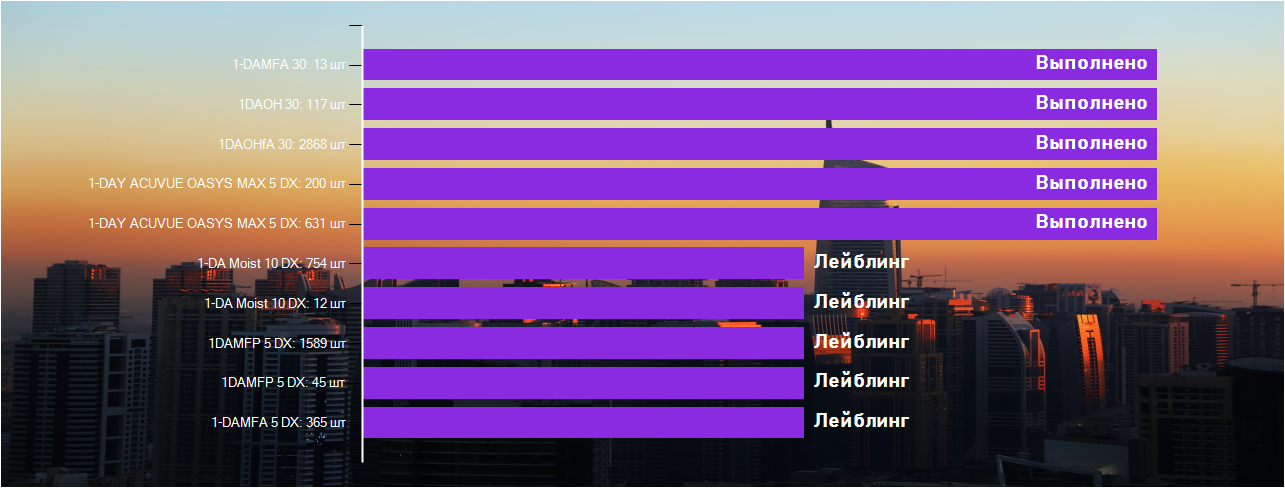 1-DAMFA 30: 13 шт Выполнено
1DAOH 30: 117 шт Выполнено
1DAOHfA 30: 2868 шт Выполнено
1-DAY ACUVUE OASYS MAX 5 DX: 200 шт Выполнено
1-DAY ACUVUE OASYS MAX 5 DX: 631 шт Выполнено
1-DA Moist 10 DX: 754 шт Лейблинг
1-DA Moist 10 DX: 12 шт Лейблинг
1DAMFP 5 DX: 1589 шт Лейблинг
1DAMFP 5 DX: 45 шт Лейблинг
1-DAMFA 5 DX: 365 шт Лейблинг